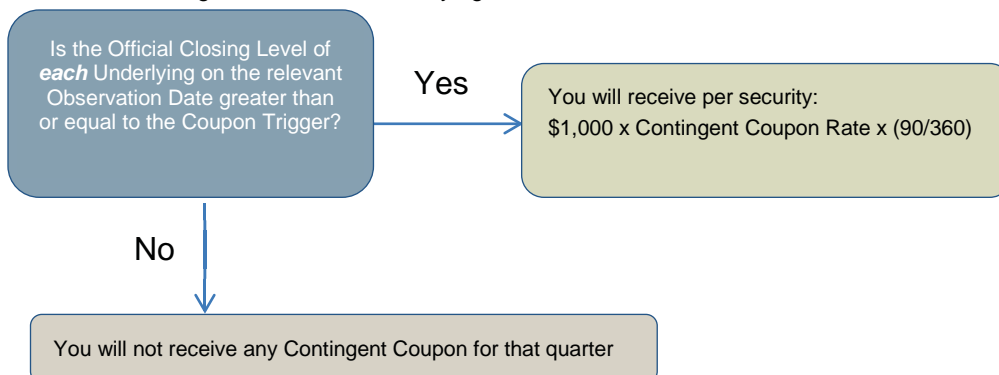 Is the Official Closing Level of
each Underlying on the relevant
Observation Date greater than
or equal to the Coupon Trigger?
Yes
You will receive per security:
$1,000 x Contingent Coupon Rate x (90/360)
No
You will not receive any Contingent Coupon for that quarter